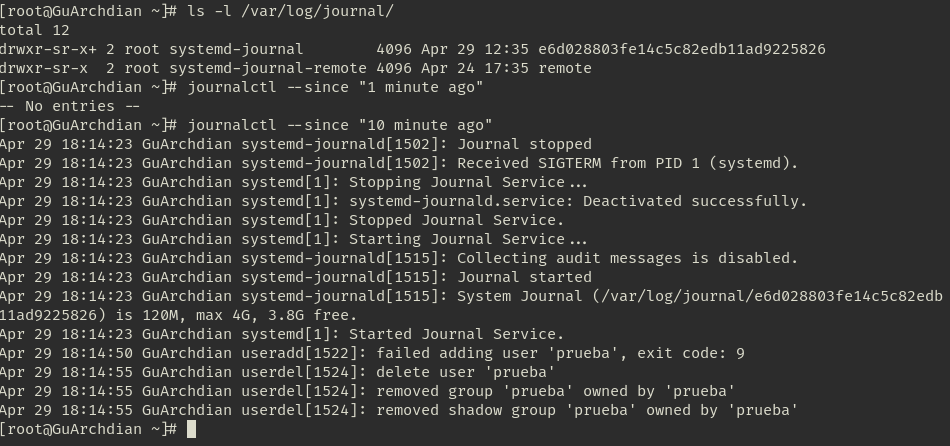 [root@GuArchdian ~]# ls -l /var/log/journal/
total 12
drwxr-sr-x+ 2 root systemd-journal        4096 Apr 29 12:35 e6d028803fe14c5c82edb11ad9225826
drwxr-sr-x  2 root systemd-journal-remote 4096 Apr 24 17:35 remote
[root@GuArchdian ~]# journalctl --since "1 minute ago"
-- No entries --
[root@GuArchdian ~]# journalctl --since "10 minute ago"
Apr 29 18:14:23 GuArchdian systemd-journald[1502]: Journal stopped
Apr 29 18:14:23 GuArchdian systemd-journald[1502]: Received SIGTERM from PID 1 (systemd).
Apr 29 18:14:23 GuArchdian systemd[1]: Stopping Journal Service...
Apr 29 18:14:23 GuArchdian systemd[1]: systemd-journald.service: Deactivated successfully.
Apr 29 18:14:23 GuArchdian systemd[1]: Stopped Journal Service.
Apr 29 18:14:23 GuArchdian systemd[1]: Starting Journal Service...
Apr 29 18:14:23 GuArchdian systemd-journald[1515]: Collecting audit messages is disabled.
Apr 29 18:14:23 GuArchdian systemd-journald[1515]: Journal started
Apr 29 18:14:23 GuArchdian systemd-journald[1515]: System Journal (/var/log/journal/e6d028803fe14c5c82edb
11ad9225826) is 120M, max 4G, 3.8G free.
Apr 29 18:14:23 GuArchdian systemd[1]: Started Journal Service.
Apr 29 18:14:50 GuArchdian useradd[1522]: failed adding user 'prueba', exit code: 9
Apr 29 18:14:55 GuArchdian userdel[1524]: delete user 'prueba'
Apr 29 18:14:55 GuArchdian userdel[1524]: removed group 'prueba' owned by 'prueba'
Apr 29 18:14:55 GuArchdian userdel[1524]: removed shadow group 'prueba' owned by 'prueba'
[root@GuArchdian ~]#